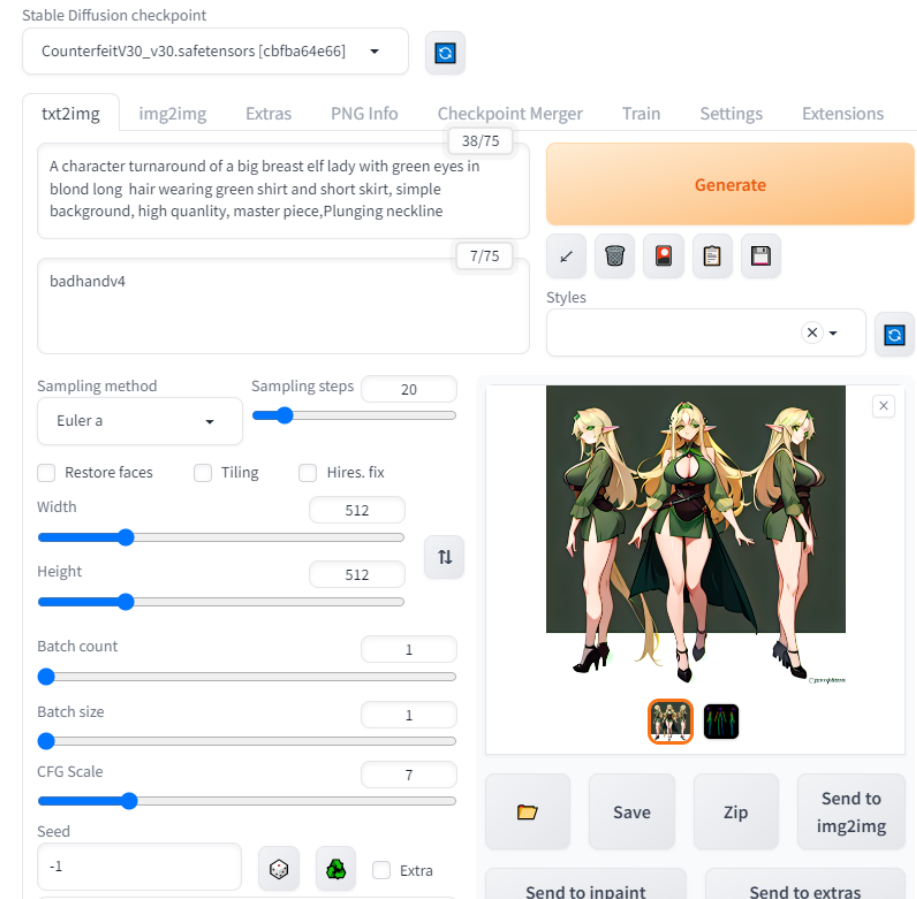 Stable Diffusion checkpoint
CounterfeitV30_v30.safetensors [cbfba64e66]
txt2img img2img Extras PNG Info Checkpoint Merger Train Settings Extensions
38/75
A character turnaround of a big breast elf lady with green eyes in
blond long hair wearing green shirt and short skirt, simple
background, high quanlity, master piece,Plunging neckline
Generate
7/75
badhandv4
Styles
Sampling method
Euler a
Sampling steps
20
Restore faces
Tiling
Hires. fix
Width
512
Height
512
Batch count
1
Batch size
1
CFG Scale
7
Seed
-1
Extra
Save
Zip
Send to
img2img
Send to inpaint
Send to extras